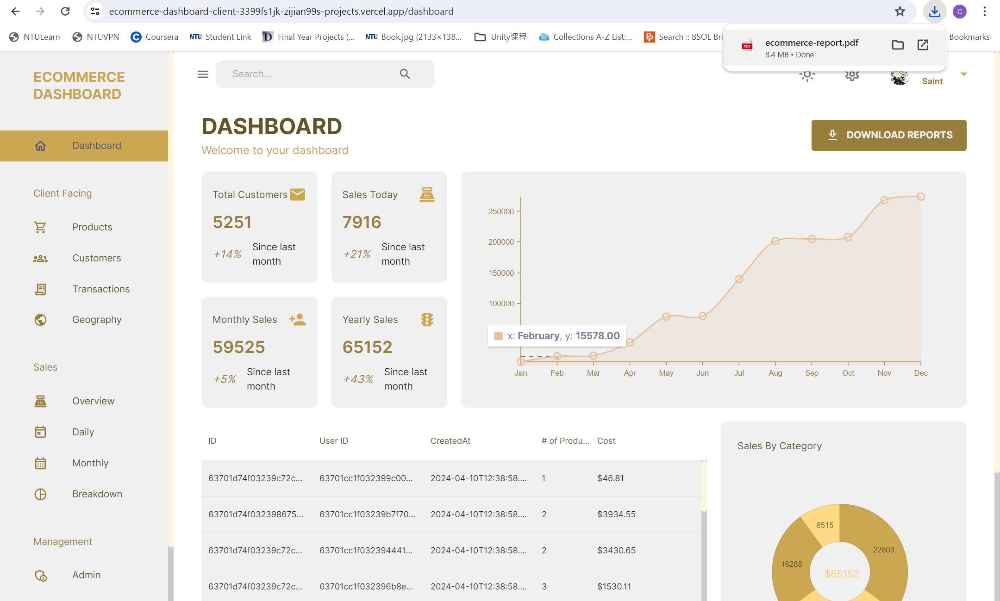 ecommerce-dashboard-client-3399fs1jk-zijian99s-projects.vercel.app/dashboard
C
NTULearn
NTUVPN
Coursera
NTU Student Link
D Final Year Projects (...
NTU Book.jpg (2133×138...
Unity课程
Collections A-Z List:...
Search :: BSOL Bri
Bookmarks
PDF
ecommerce-report.pdf
8.4 MB • Done
ECOMMERCE
DASHBOARD
Search...
Saint
Dashboard
Client Facing
Products
Customers
Transactions
Geography
Sales
Overview
Daily
Monthly
Breakdown
Management
Admin
DASHBOARD
Welcome to your dashboard
DOWNLOAD REPORTS
Total Customers
5251
+14% Since last
month
Sales Today
7916
+21% Since last
month
Monthly Sales
59525
+5% Since last
month
Yearly Sales
65152
+43% Since last
month
250000
200000
150000
100000
x: February, y: 15578.00
Jan Feb Mar Apr May Jun Jul Aug Sep Oct Nov Dec
ID User ID CreatedAt # of Produ... Cost
63701d74f03239c72c... 63701cc1f032399c00... 2024-04-10T12:38:58.... 1 $46.81
63701d74f032398675... 63701cc1f03239b7f70... 2024-04-10T12:38:58.... 2 $3934.55
63701d74f03239c72c... 63701cc1f032394441... 2024-04-10T12:38:58.... 2 $3430.65
63701d74f03239c72c... 63701cc1f032396b8e... 2024-04-10T12:38:58.... 3 $1530.11
Sales By Category
6515
22803
16288
$65152